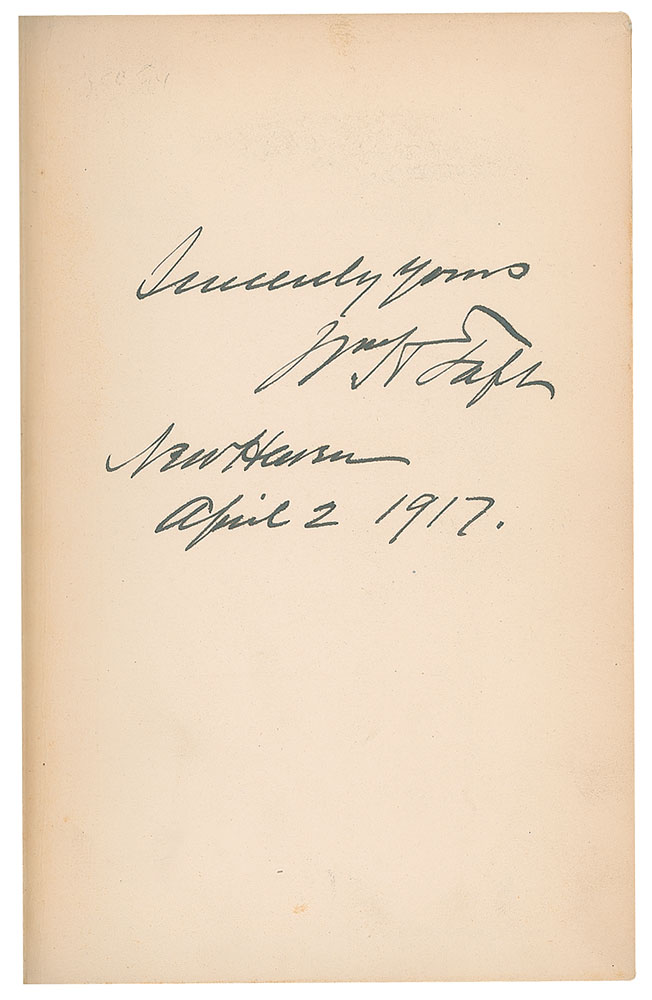 Sincerely yours
Wm H Taft
New Haven
April 2 1917.